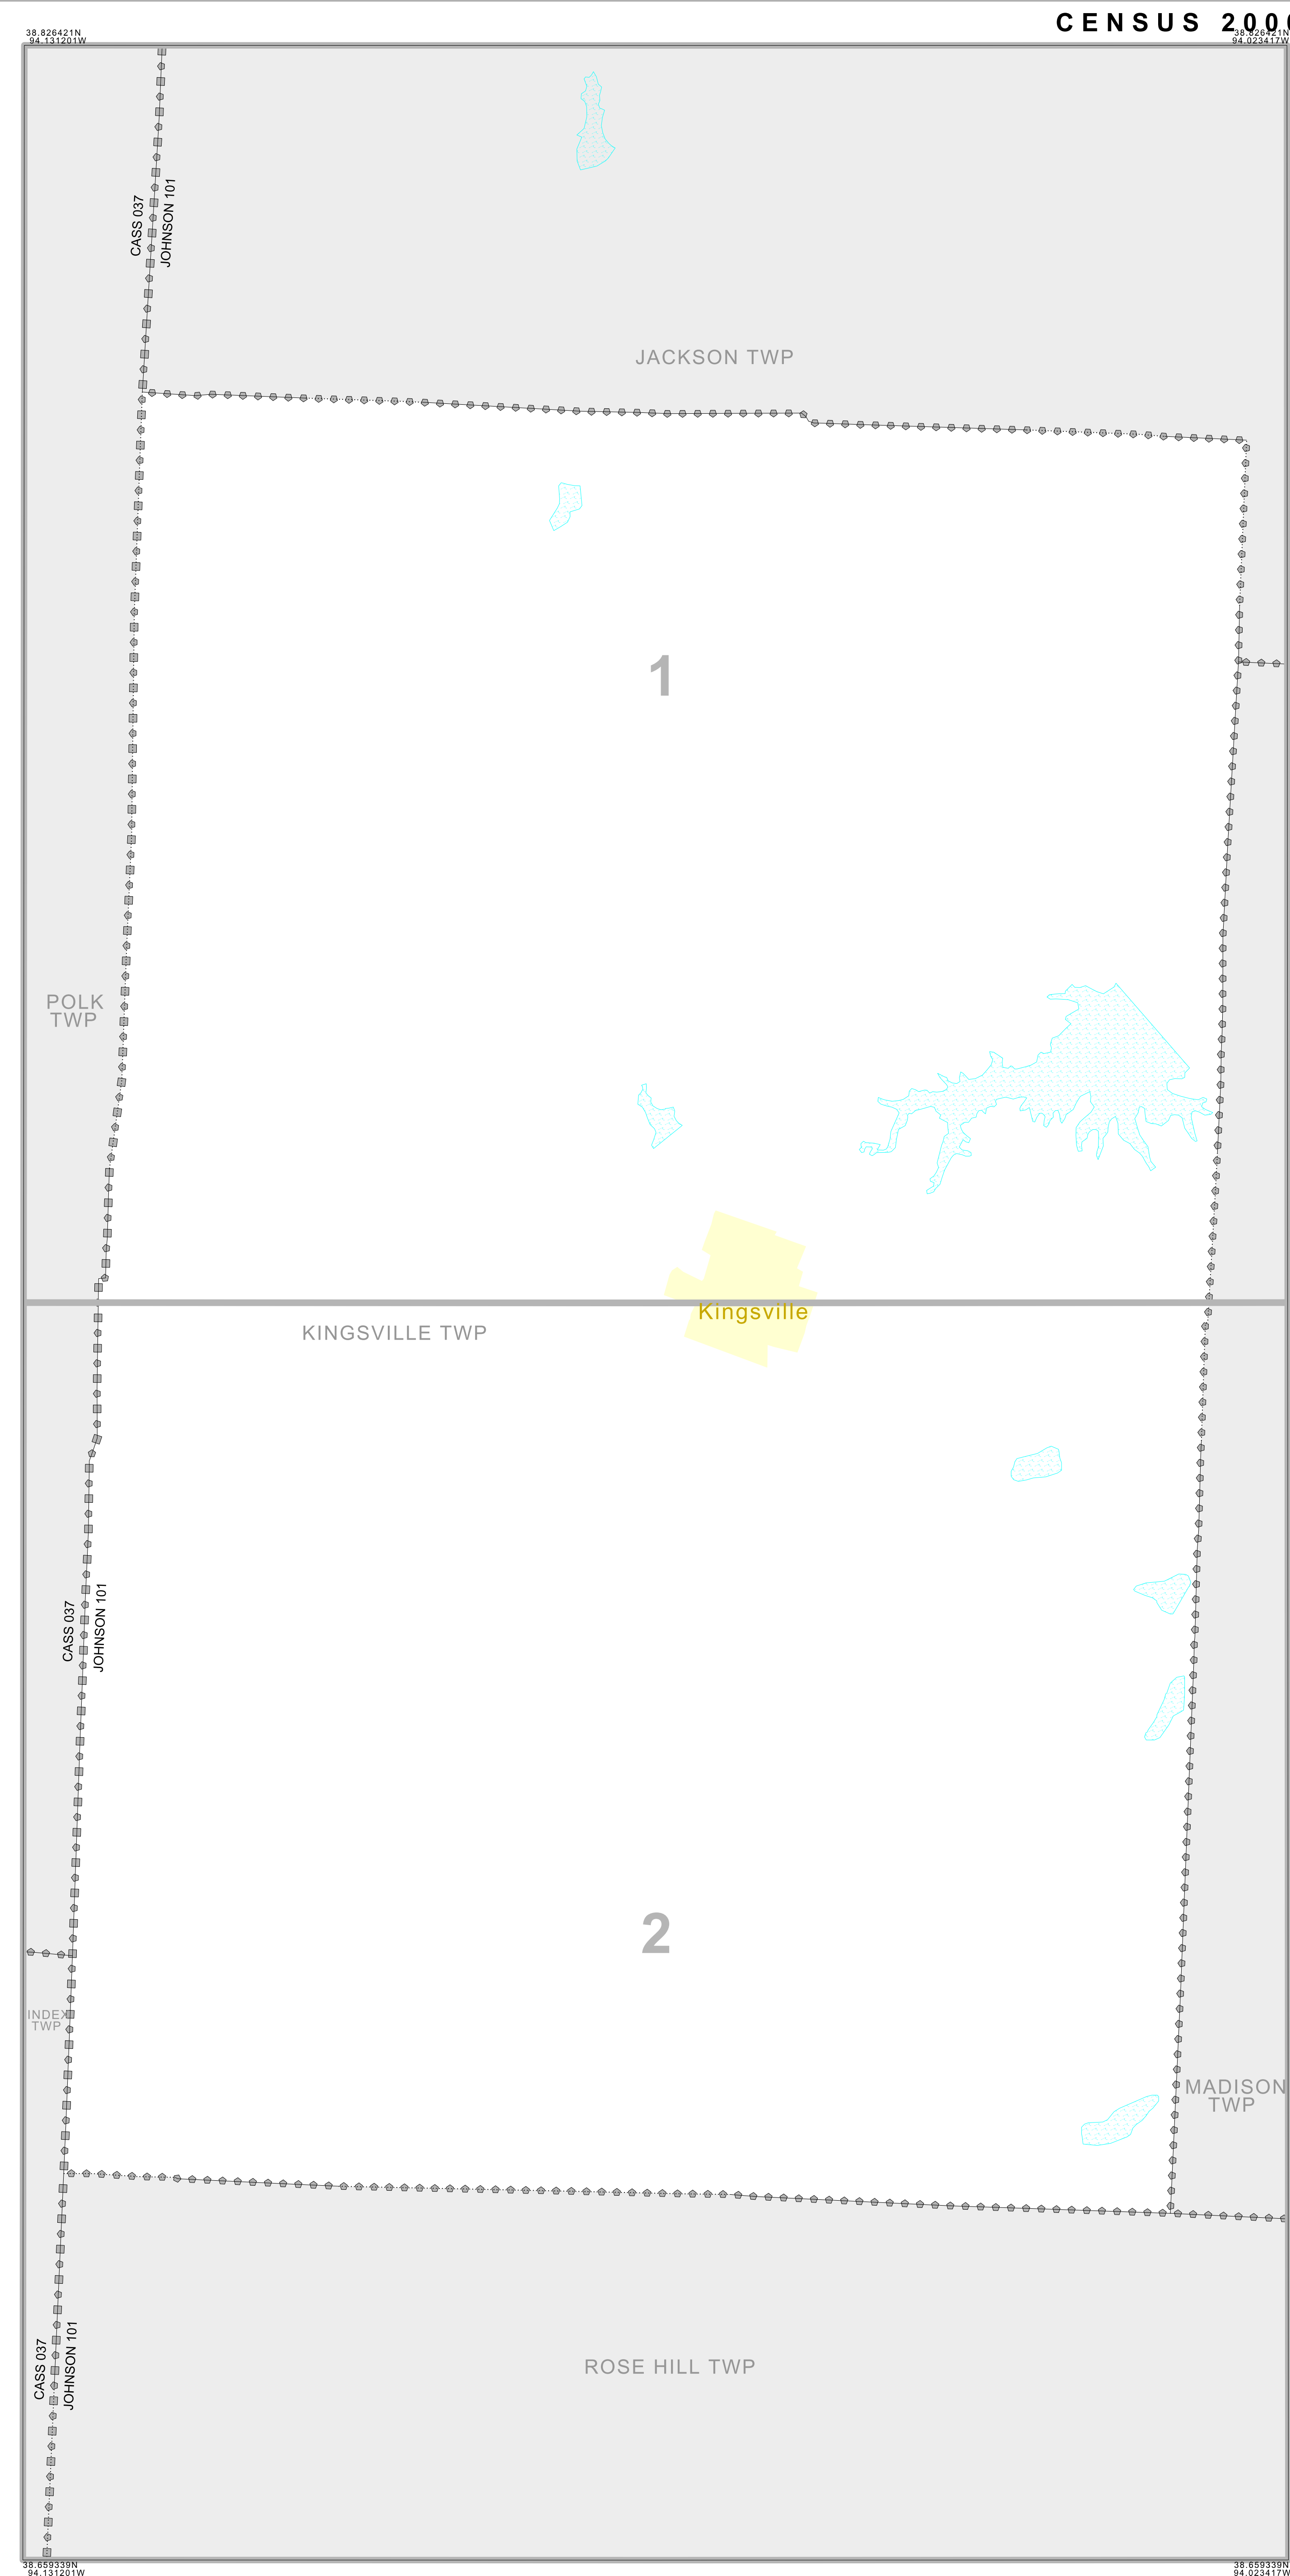 CENSUS 200
38.826421N
94.131201W
38.826421N
94.023417W
CASS 037
JOHNSON 101
JACKSON TWP
1
POLK
TWP
Kingsville
KINGSVILLE TWP
CASS 037
JOHNSON 101
2
INDEX
TWP
MADISON
TWP
CASS 037
JOHNSON 101
ROSE HILL TWP
38.659339N
94.131201W
38.659339N
94.023417W